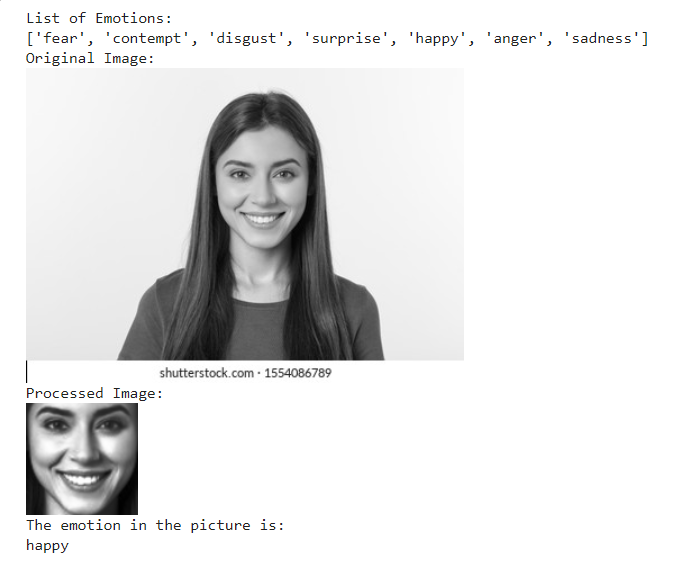 List of Emotions:
['fear', 'contempt', 'disgust', 'surprise', 'happy', 'anger', 'sadness']
Original Image:
shutterstock.com · 1554086789
Processed Image:
The emotion in the picture is:
happy